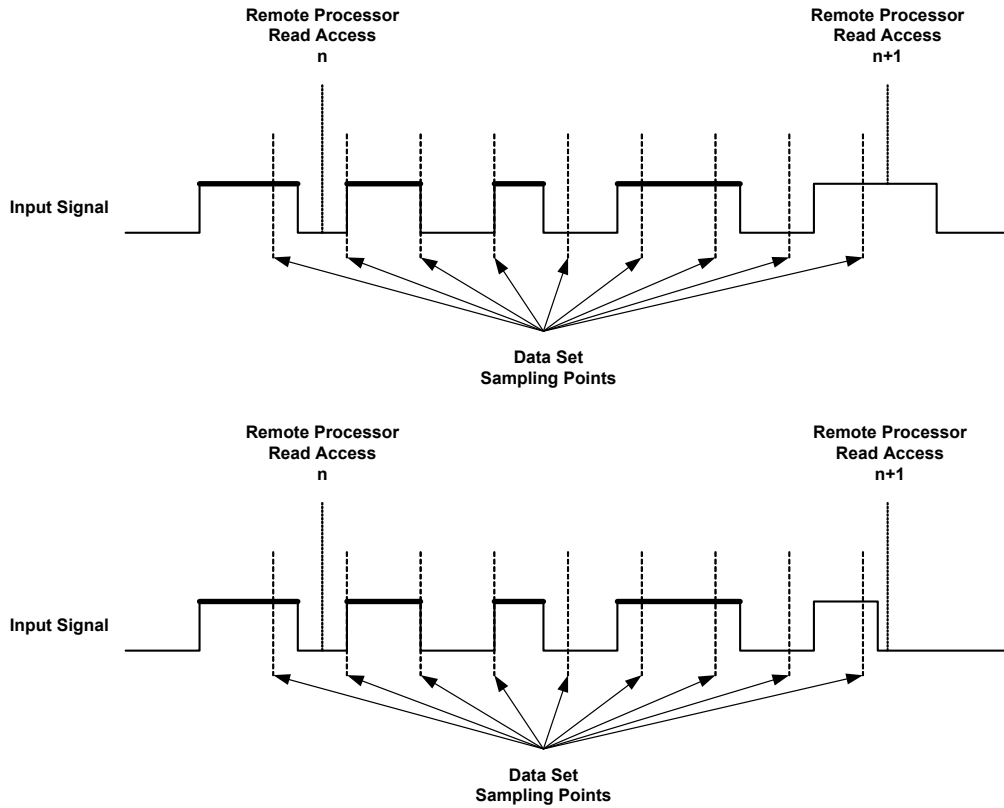 Remote Processor
Read Access
n
Remote Processor
Read Access
n+1
Input Signal
Data Set
Sampling Points
Remote Processor
Read Access
n
Remote Processor
Read Access
n+1
Input Signal
Data Set
Sampling Points